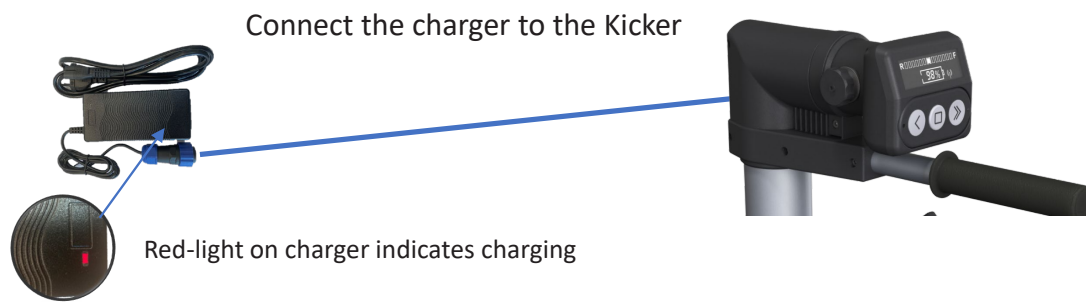 Connect the charger to the Kicker
R F
98%
Red-light on charger indicates charging